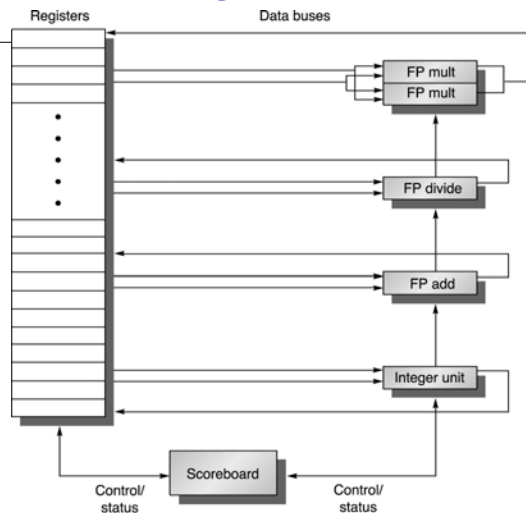 Registers
Data buses
FP mult
FP mult
FP divide
FP add
Integer unit
Scoreboard
Control/
status
Control/
status